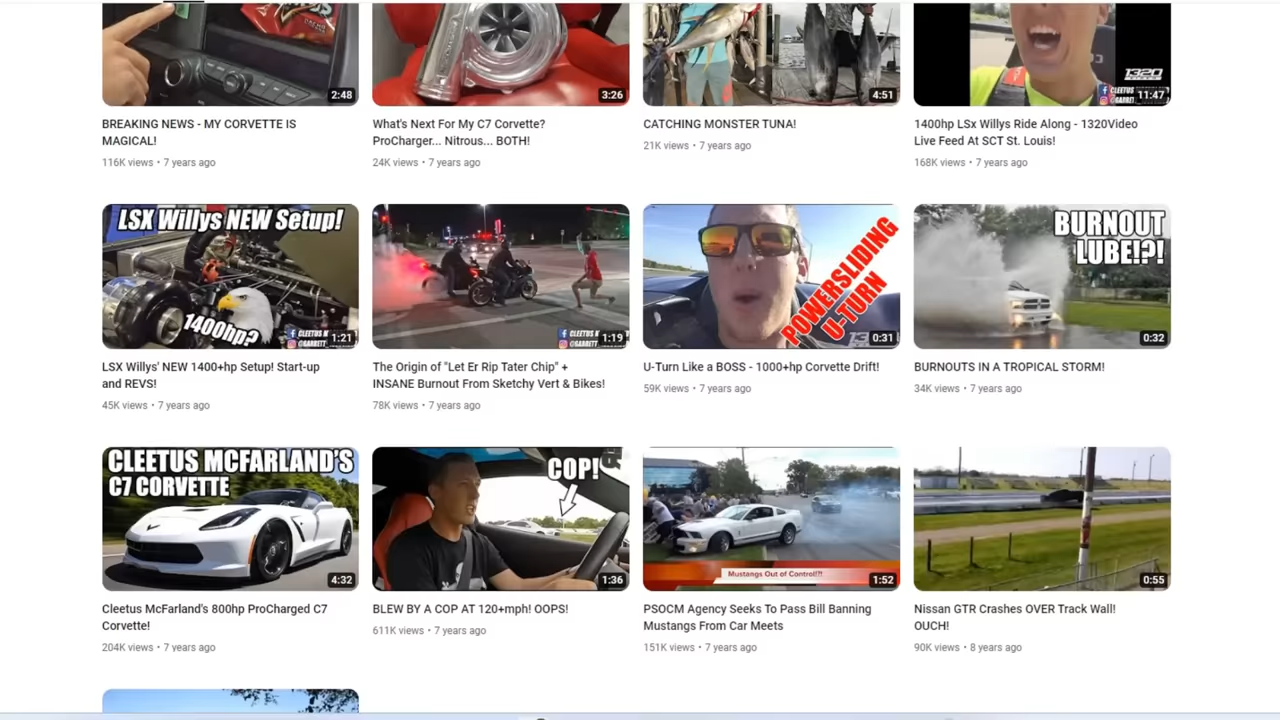 2:48
3:26
4:51
1320
CLEETUS
11:47
BREAKING NEWS - MY CORVETTE IS
MAGICAL!
116K views • 7 years ago
What's Next For My C7 Corvette?
ProCharger... Nitrous... BOTH!
24K views • 7 years ago
CATCHING MONSTER TUNA!
21K views • 7 years ago
1400hp LSx Willys Ride Along - 1320Video
Live Feed At SCT St. Louis!
168K views • 7 years ago
LSX Willys NEW Setup!
1400hp?
1:21
CLEETUS M
1:19
POWERSLIDING
U-TURN
0:31
BURNOUT
LUBE!?!
0:32
LSX Willys' NEW 1400+hp Setup! Start-up
and REVS!
45K views • 7 years ago
The Origin of "Let Er Rip Tater Chip" +
INSANE Burnout From Sketchy Vert & Bikes!
78K views • 7 years ago
U-Turn Like a BOSS - 1000+hp Corvette Drift!
59K views • 7 years ago
BURNOUTS IN A TROPICAL STORM!
34K views • 7 years ago
CLEETUS MCFARLAND'S
C7 CORVETTE
4:32
COP!
1:36
Mustangs Out of Control!?!
1:52
0:55
Cleetus McFarland's 800hp ProCharged C7
Corvette!
204K views • 7 years ago
BLEW BY A COP AT 120+mph! OOPS!
611K views • 7 years ago
PSOCM Agency Seeks To Pass Bill Banning
Mustangs From Car Meets
151K views • 7 years ago
Nissan GTR Crashes OVER Track Wall!
OUCH!
90K views • 8 years ago